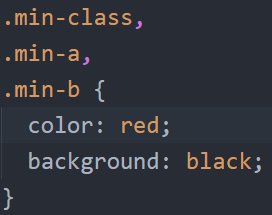 .min-class,
.min-a,
.min-b {
  color: red;
  background: black;
}